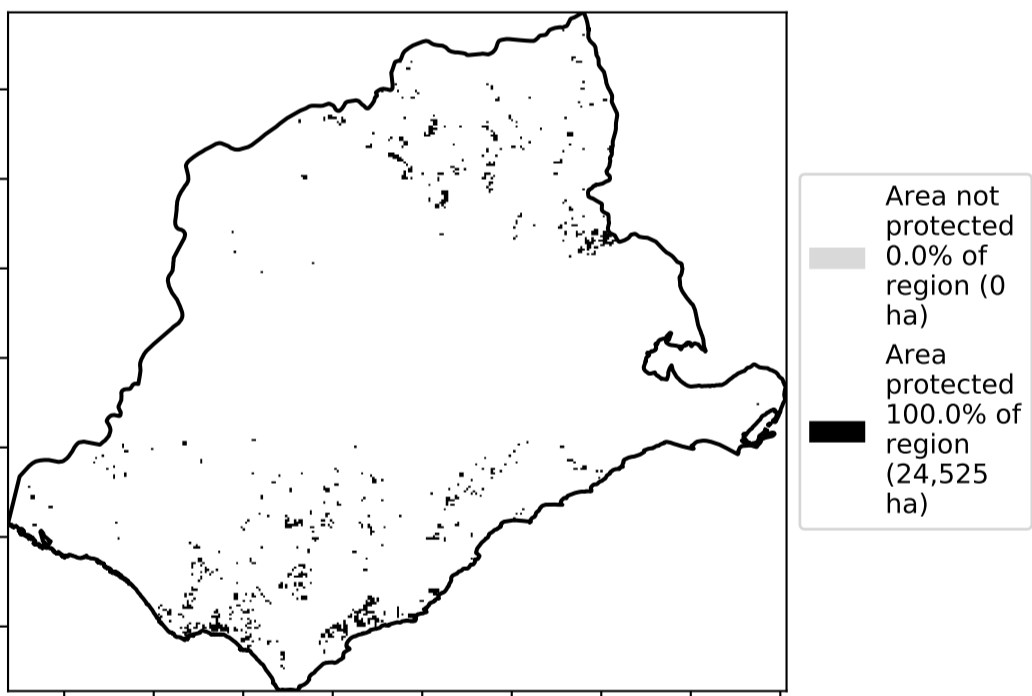 Area not
protected
0.0% of
region (0
ha)
Area
protected
100.0% of
region
(24,525
ha)